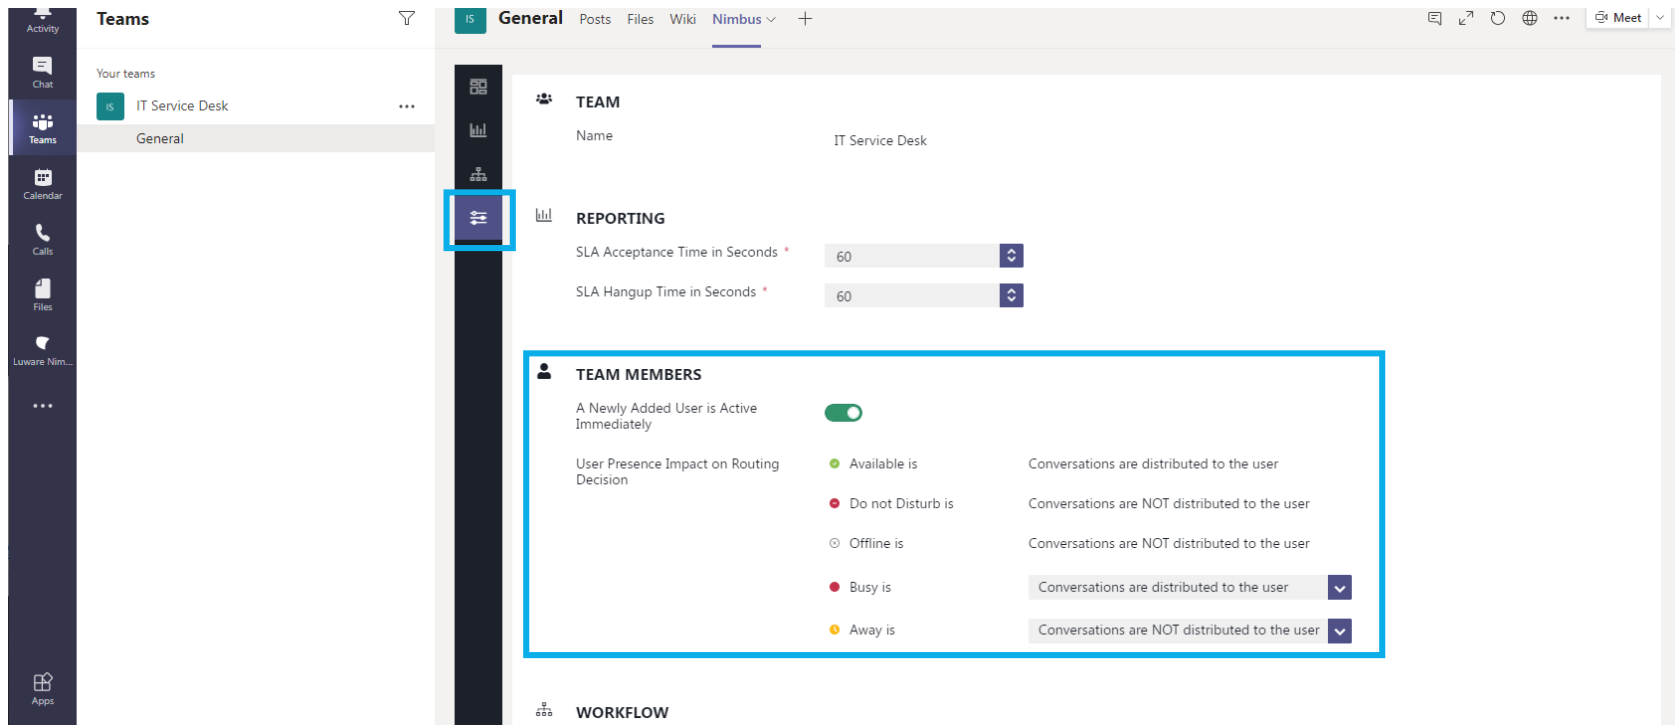 Activity
Chat
Teams
Calendar
Calls
Files
Luware Nim...
Apps
Teams
Your teams
IS IT Service Desk
General
IS General Posts Files Wiki Nimbus
Meet
TEAM
Name IT Service Desk
REPORTING
SLA Acceptance Time in Seconds * 60
SLA Hangup Time in Seconds * 60
TEAM MEMBERS
A Newly Added User is Active
Immediately
User Presence Impact on Routing
Decision
Available is Conversations are distributed to the user
Do not Disturb is Conversations are NOT distributed to the user
Offline is Conversations are NOT distributed to the user
Busy is Conversations are distributed to the user
Away is Conversations are NOT distributed to the user
WORKFLOW